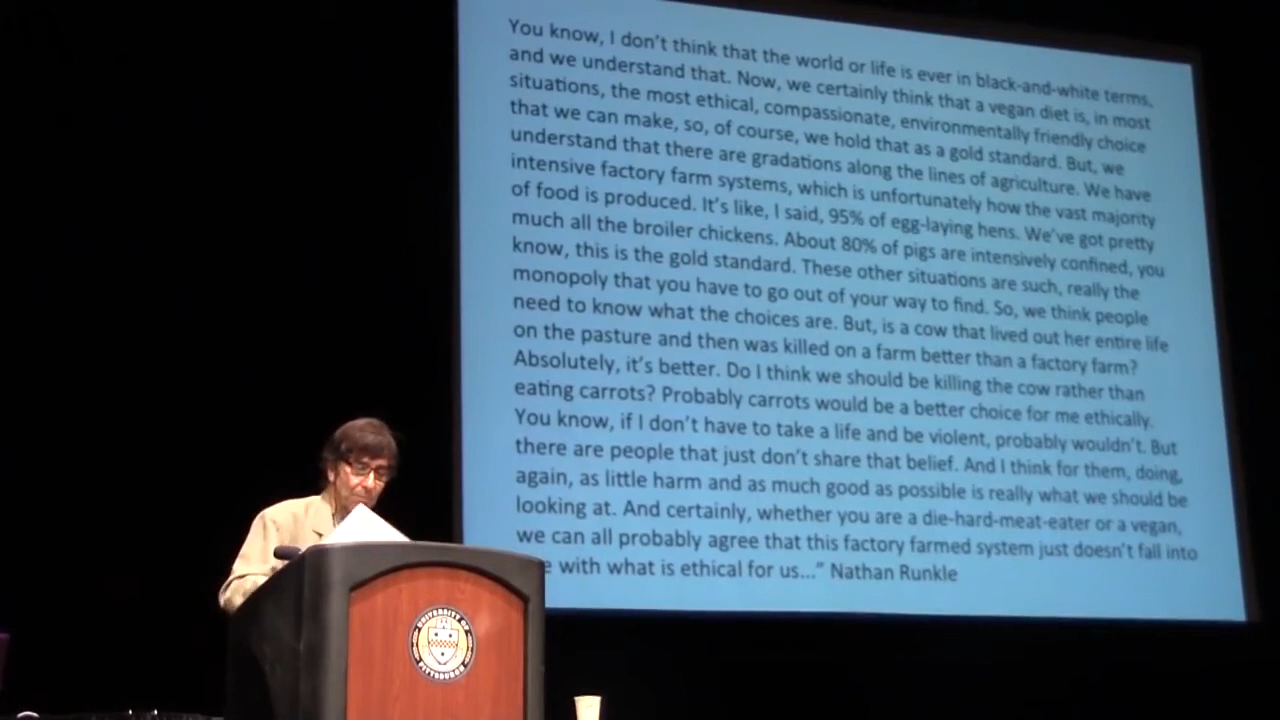 You know, I don't think that the world or life is ever in black-and-white terms,
and we understand that. Now, we certainly think that a vegan diet is, in most
situations, the most ethical, compassionate, environmentally friendly choice
that we can make, so, of course, we hold that as a gold standard. But, we
understand that there are gradations along the lines of agriculture. We have
intensive factory farm systems, which is unfortunately how the vast majority
of food is produced. It's like, I said, 95% of egg-laying hens. We've got pretty
much all the broiler chickens. About 80% of pigs are intensively confined, you
know, this is the gold standard. These other situations are such, really the
monopoly that you have to go out of your way to find. So, we think people
need to know what the choices are. But, is a cow that lived out her entire life
on the pasture and then was killed on a farm better than a factory farm?
Absolutely, it's better. Do I think we should be killing the cow rather than
eating carrots? Probably carrots would be a better choice for me ethically.
You know, if I don't have to take a life and be violent, probably wouldn't. But
there are people that just don't share that belief. And I think for them, doing,
again, as little harm and as much good as possible is really what we should be
looking at. And certainly, whether you are a die-hard-meat-eater or a vegan,
we can all probably agree that this factory farmed system just doesn't fall into
e with what is ethical for us..." Nathan Runkle
UNIVERSITY OF
PITTSBURGH